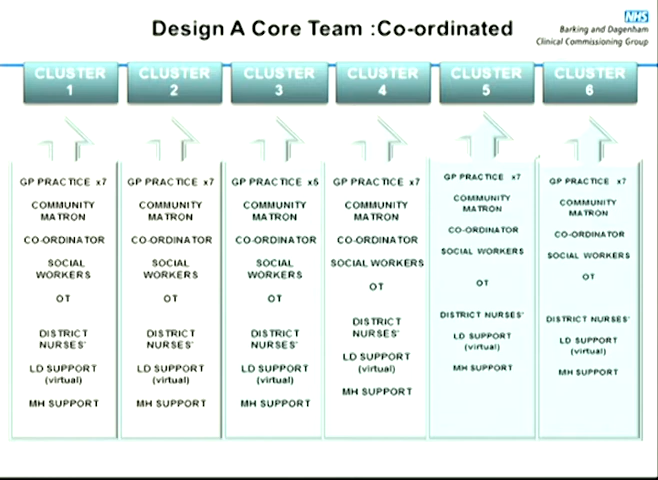 Design A Core Team :Co-ordinated
NHS
Barking and Dagenham
Clinical Commissioning Group
CLUSTER
1
CLUSTER
2
CLUSTER
3
CLUSTER
4
CLUSTER
5
CLUSTER
6
GP PRACTICE x7
COMMUNITY
MATRON
CO-ORDINATOR
SOCIAL
WORKERS
OT
DISTRICT
NURSES'
LD SUPPORT
(virtual)
MH SUPPORT
GP PRACTICE x7
COMMUNITY
MATRON
CO-ORDINATOR
SOCIAL
WORKERS
OT
DISTRICT
NURSES'
LD SUPPORT
(virtual)
MH SUPPORT
GP PRACTICE x5
COMMUNITY
MATRON
CO-ORDINATOR
SOCIAL
WORKERS
OT
DISTRICT
NURSES'
LD SUPPORT
(virtual)
MH SUPPORT
GP PRACTICE x7
COMMUNITY
MATRON
CO-ORDINATOR
SOCIAL WORKERS
OT
DISTRICT
NURSES'
LD SUPPORT
(virtual)
MH SUPPORT
GP PRACTICE x7
COMMUNITY
MATRON
CO-ORDINATOR
SOCIAL WORKERS
OT
DISTRICT NURSES'
LD SUPPORT
(virtual)
MH SUPPORT
GP PRACTICE x7
COMMUNITY
MATRON
CO-ORDINATOR
SOCIAL WORKERS
OT
DISTRICT NURSES'
LD SUPPORT
(virtual)
MH SUPPORT